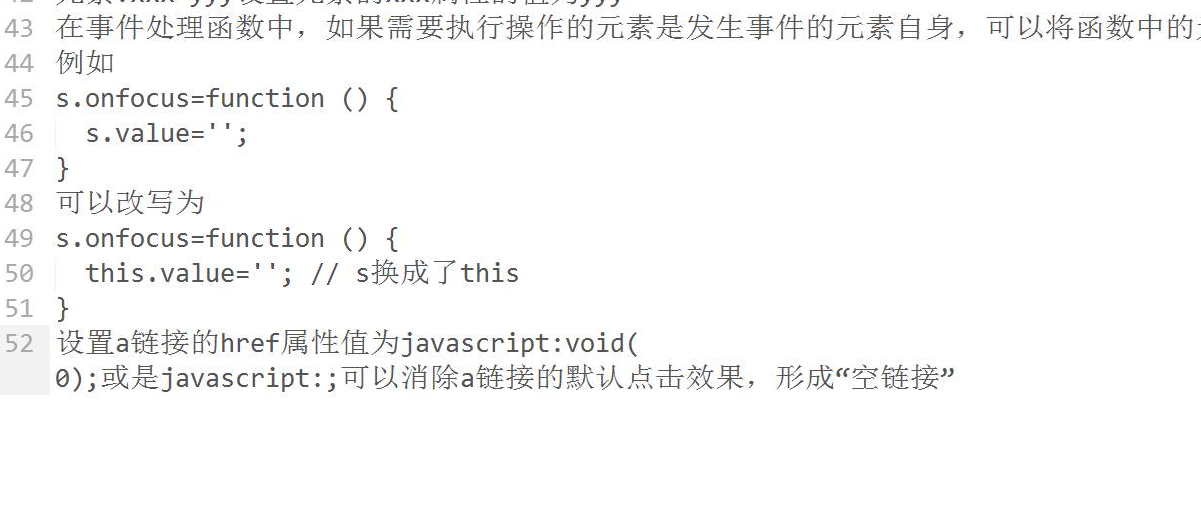 43 在事件处理函数中，如果需要执行操作的元素是发生事件的元素自身，可以将函数中的
44 例如
45 s.onfocus=function () {
46 s.value='';
47 }
48 可以改写为
49 s.onfocus=function () {
50 this.value=''; // s换成了this
51 }
52 设置a链接的href属性值为javascript:void(
0);或是javascript:;可以消除a链接的默认点击效果，形成“空链接”